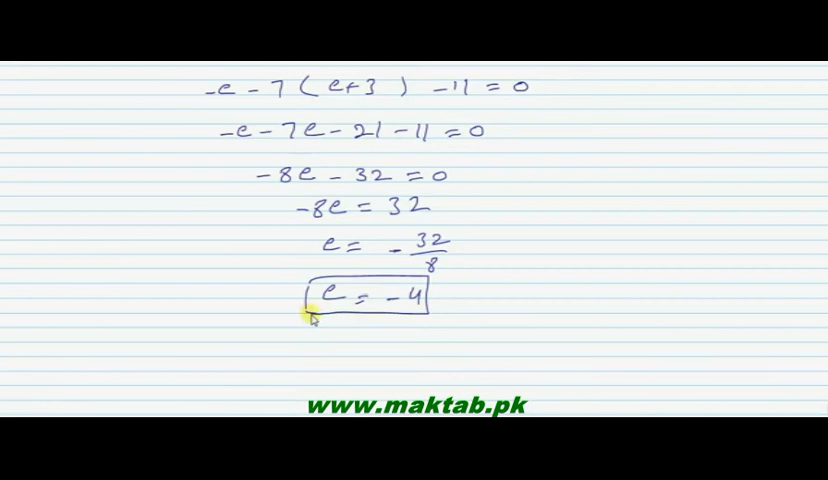 -e - 7 ( e+3 ) - 11 = 0
-e - 7e - 21 - 11 = 0
-8e - 32 = 0
-8e = 32
e = - 32/8
e = - 4
www.maktab.pk